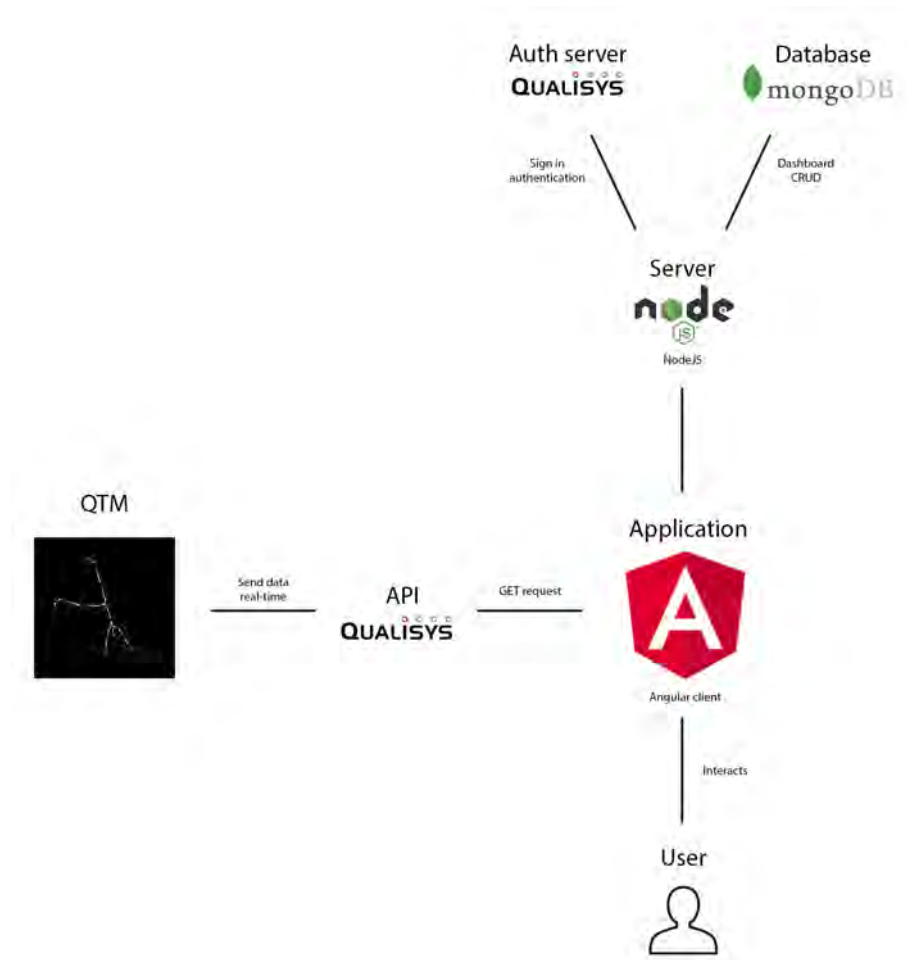 Auth server
QUALISYS
Database
mongoDB
Sign in
authentication
Dashboard
CRUD
Server
node
JS
NodeJS
QTM
Application
Send data
real-time
API
QUALISYS
GET request
A
Angular client
Interacts
User